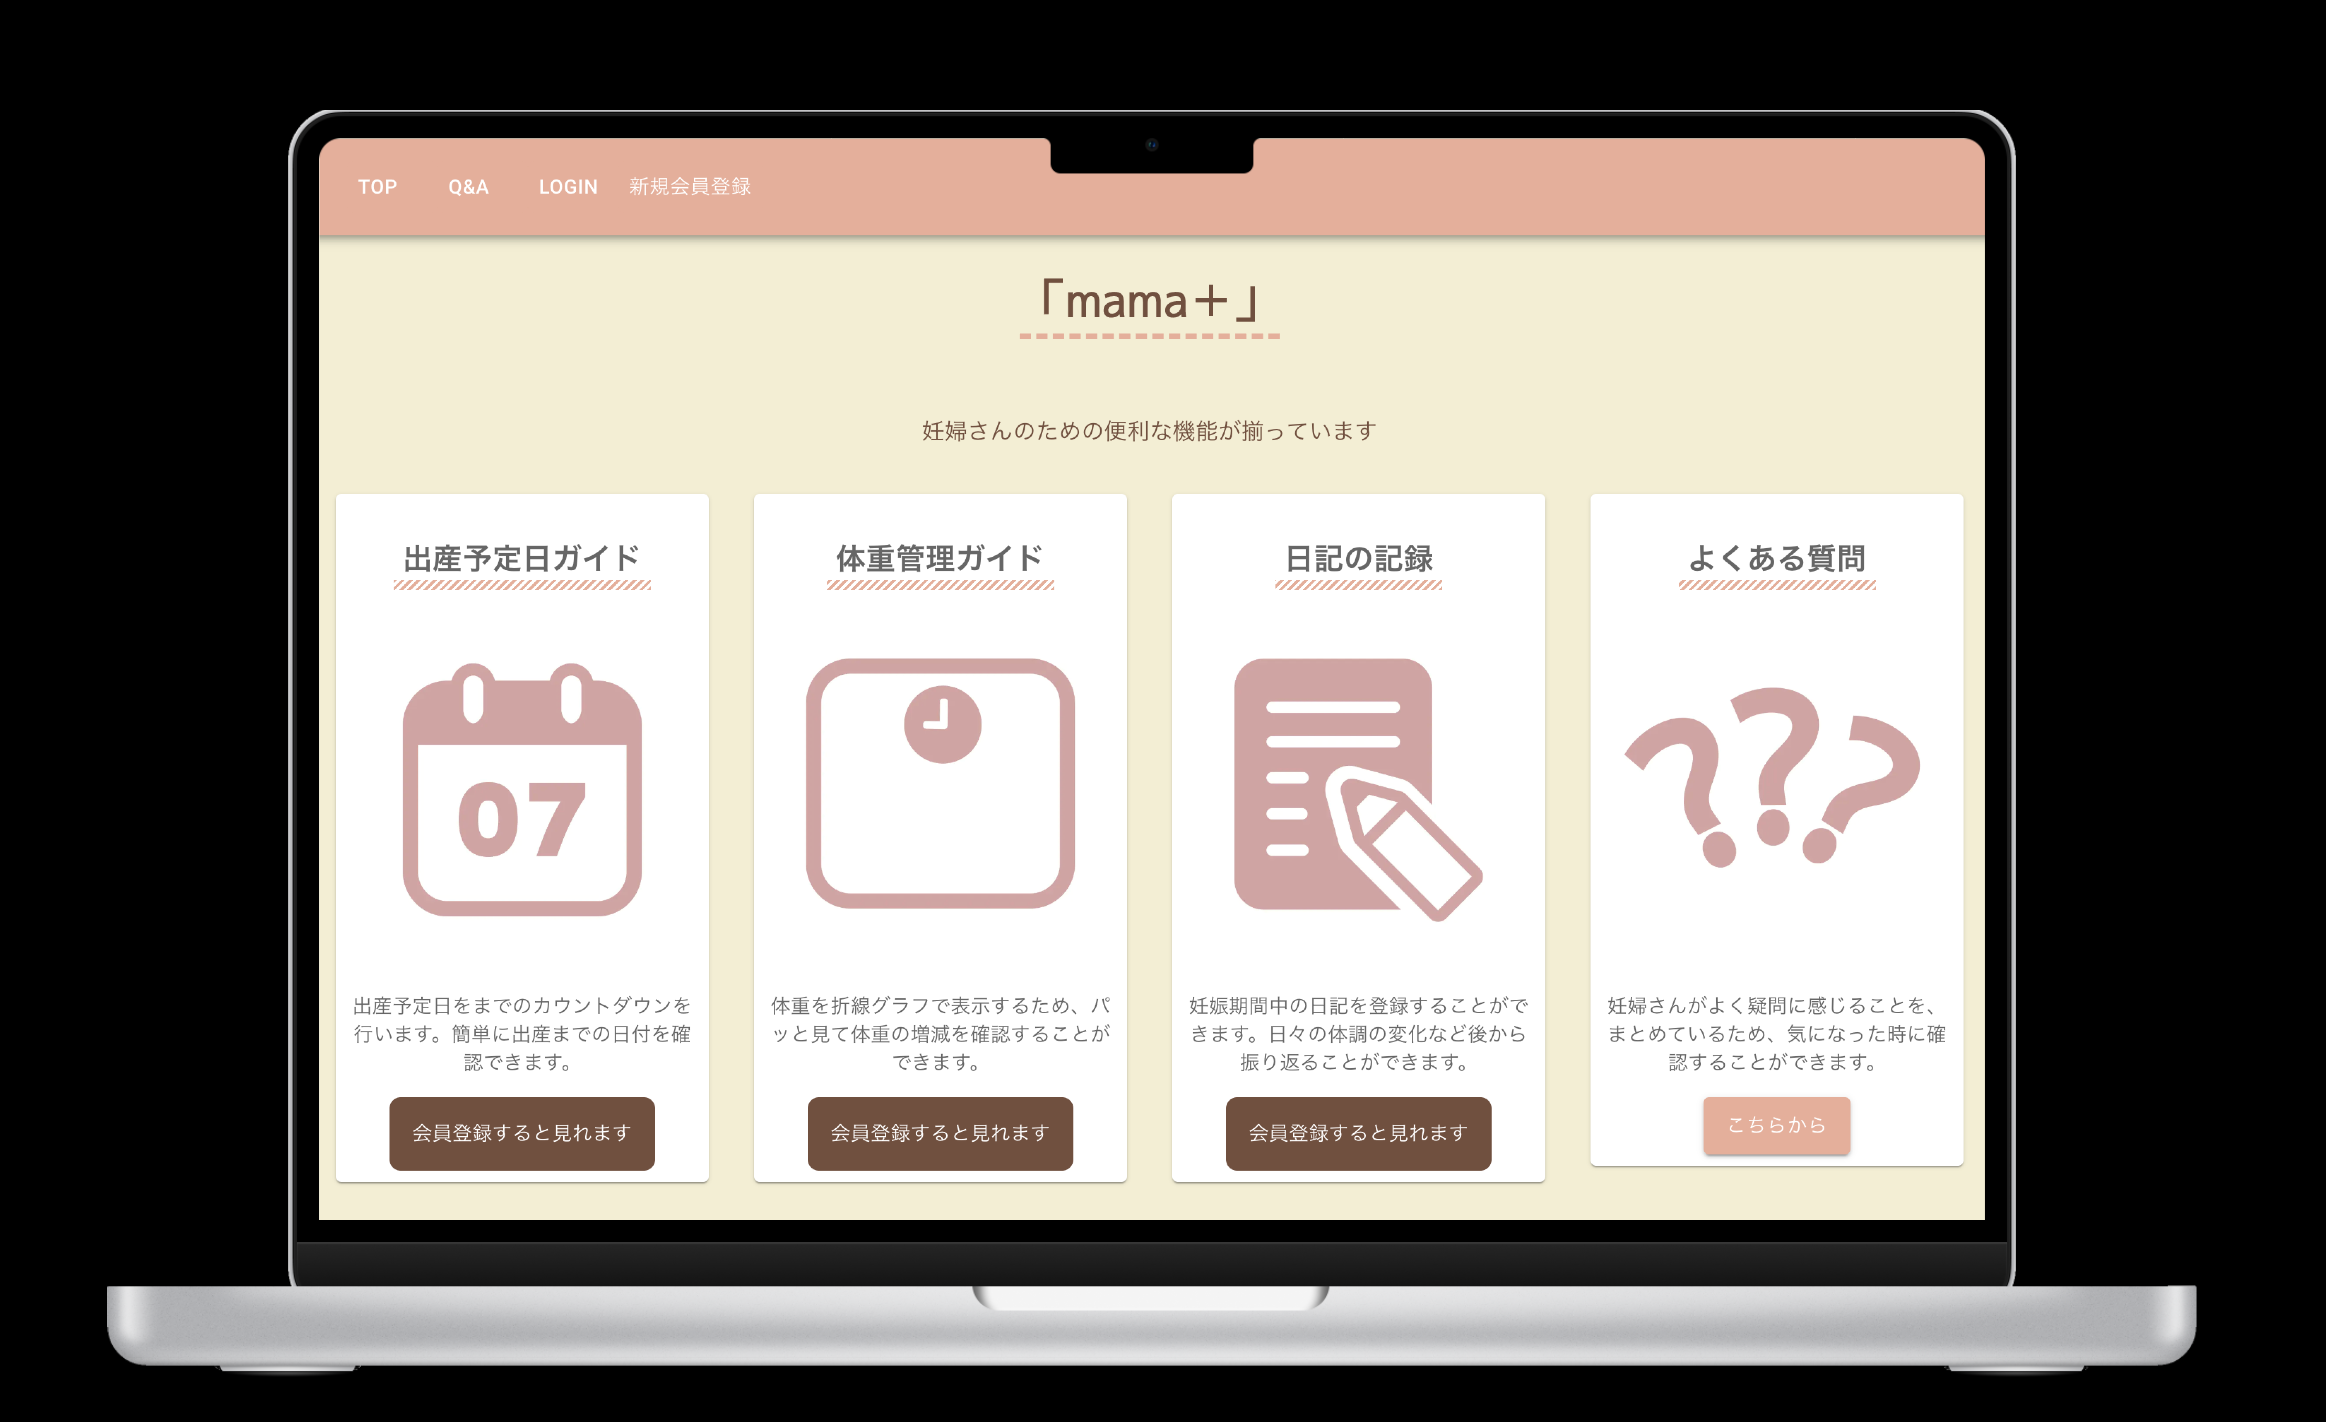 TOP Q&A LOGIN 新規会員登録
「mama＋」
妊婦さんのための便利な機能が揃っています
出産予定日ガイド
07
出産予定日をまでのカウントダウンを
行います。簡単に出産までの日付を確
認できます。
会員登録すると見れます
体重管理ガイド
体重を折線グラフで表示するため、パ
ッと見て体重の増減を確認することが
できます。
会員登録すると見れます
日記の記録
妊娠期間中の日記を登録することがで
きます。日々の体調の変化など後から
振り返ることができます。
会員登録すると見れます
よくある質問
???
妊婦さんがよく疑問に感じることを、
まとめているため、気になった時に確
認することができます。
こちらから